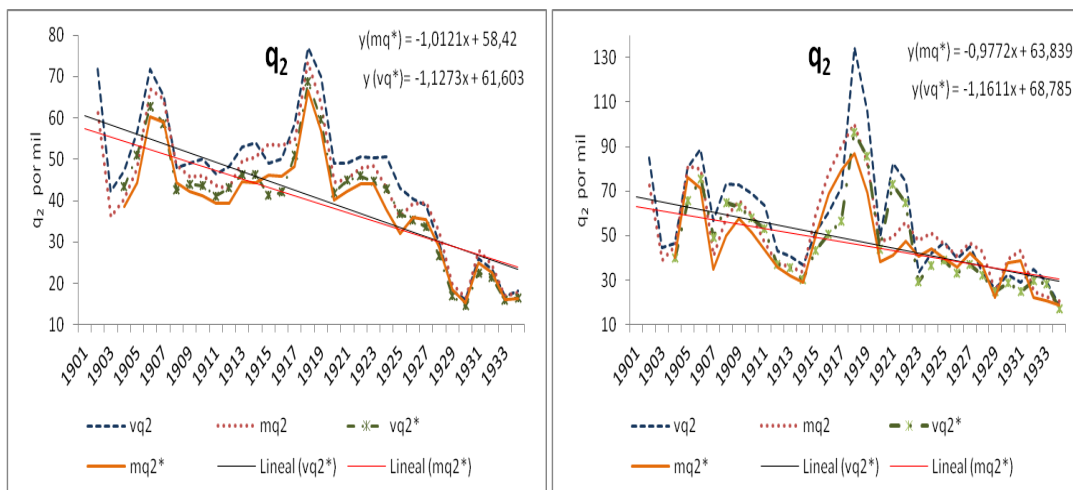 q2
y(mq*) = -1,0121x + 58,42
y (vq*)= -1,1273x + 61,603
q2 por mil
80
70
60
50
40
30
20
10
1901
1903
1905
1907
1909
1911
1913
1915
1917
1919
1921
1923
1925
1927
1929
1931
1933
vq2
mq2
vq2*
mq2*
Lineal (vq2*)
Lineal (mq2*)
q2
y(mq*) = -0,9772x + 63,839
y(vq*) = -1,1611x + 68,785
q2 por mil
130
110
90
70
50
30
10
1901
1903
1905
1907
1909
1911
1913
1915
1917
1919
1921
1923
1925
1927
1929
1931
1933
vq2
mq2
vq2*
mq2*
Lineal (vq2*)
Lineal (mq2*)